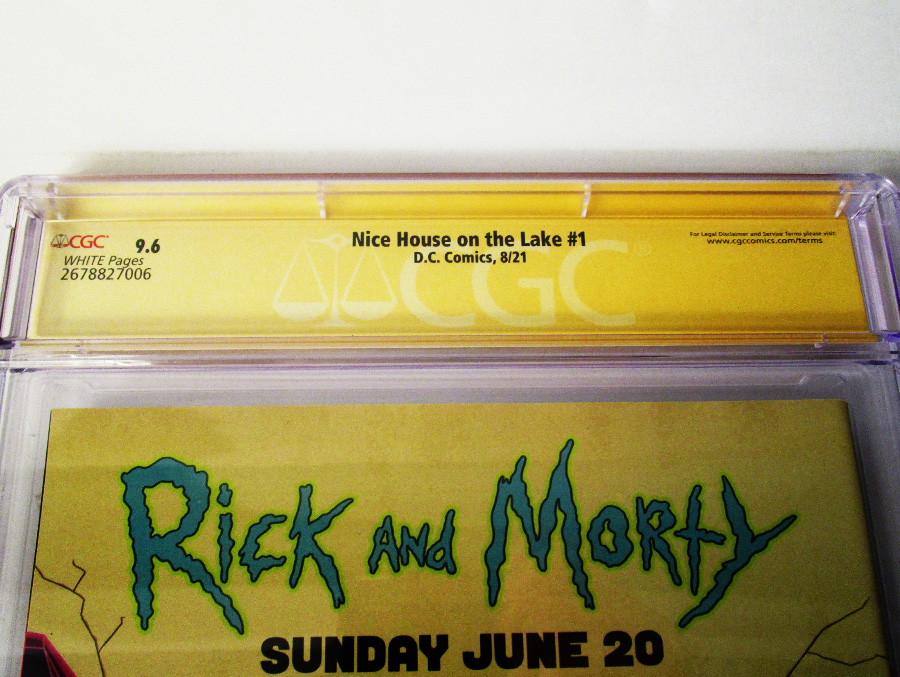 CGC 9.6
WHITE Pages
2678827006
Nice House on the Lake #1
D.C. Comics, 8/21
For Legal Disclaimer and Service Terms please visit:
www.cgccomics.com/terms
CGC®
RICK AND MORTY
SUNDAY JUNE 20